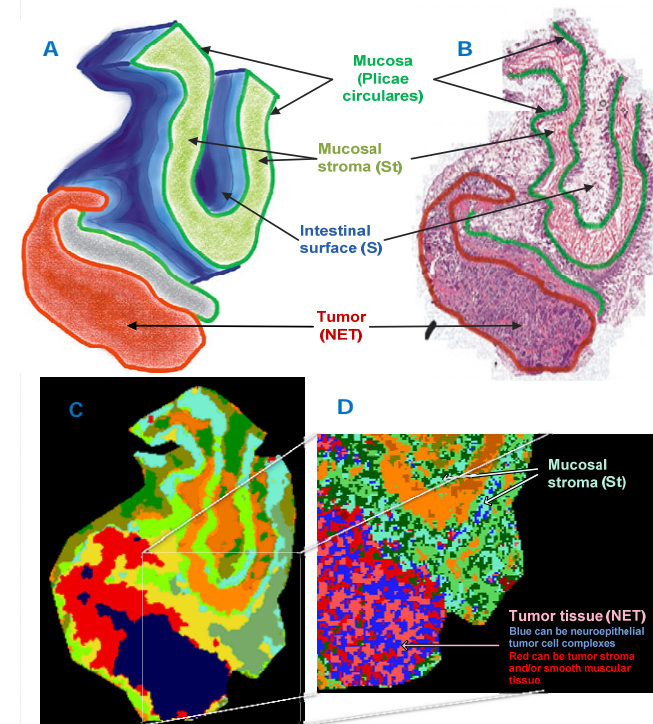 A
B
Mucosa
(Plicae
circulares)
Mucosal
stroma (St)
Intestinal
surface (S)
Tumor
(NET)
C
D
Mucosal
stroma (St)
Tumor tissue (NET)
Blue can be neuroepithelial
tumor cell complexes
Red can be tumor stroma
and/or smooth muscular
tissue